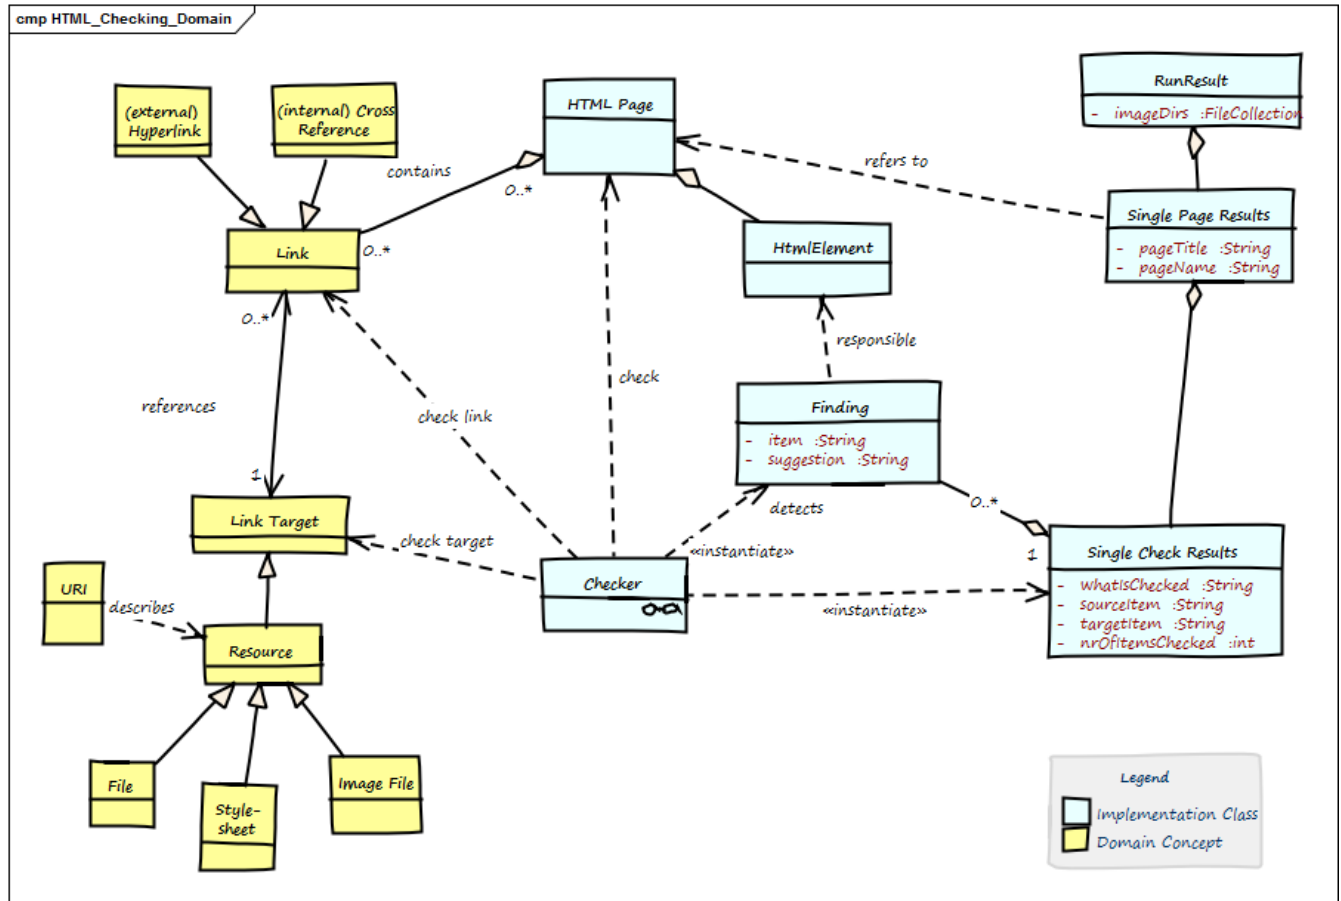 cmp HTML_Checking_Domain
(external)
Hyperlink
(internal) Cross
Reference
HTML Page
RunResult
- imageDirs :FileCollection
contains
0..*
refers to
Single Page Results
- pageTitle :String
- pageName :String
Link
0..*
HtmlElement
0..*
responsible
check
references
check link
Finding
- item :String
- suggestion :String
1
0..*
detects
Link Target
check target
«instantiate»
1
Single Check Results
- whatIsChecked :String
- sourceItem :String
- targetItem :String
- nrOfItemsChecked :int
Checker
«instantiate»
URI
describes
Resource
File
Style-
sheet
Image File
Legend
Implementation Class
Domain Concept